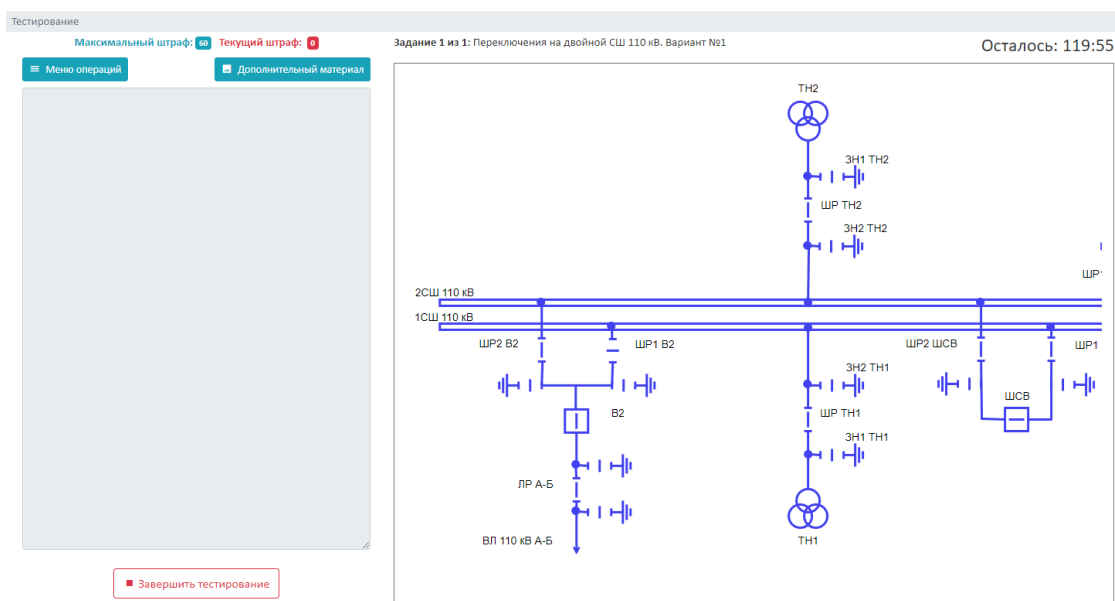 Тестирование
Максимальный штраф: 60 Текущий штраф: 0
Задание 1 из 1: Переключения на двойной СШ 110 кВ. Вариант №1
Осталось: 119:55
Меню операций
Дополнительный материал
ТН2
ЗН1 ТН2
ШР ТН2
ЗН2 ТН2
ШР1
2СШ 110 кВ
1СШ 110 кВ
ШР2 В2
ШР1 В2
ШР2 ШСВ
ШР1
ЗН2 ТН1
ШСВ
В2
ШР ТН1
ЗН1 ТН1
ЛР А-Б
ВЛ 110 кВ А-Б
ТН1
Завершить тестирование